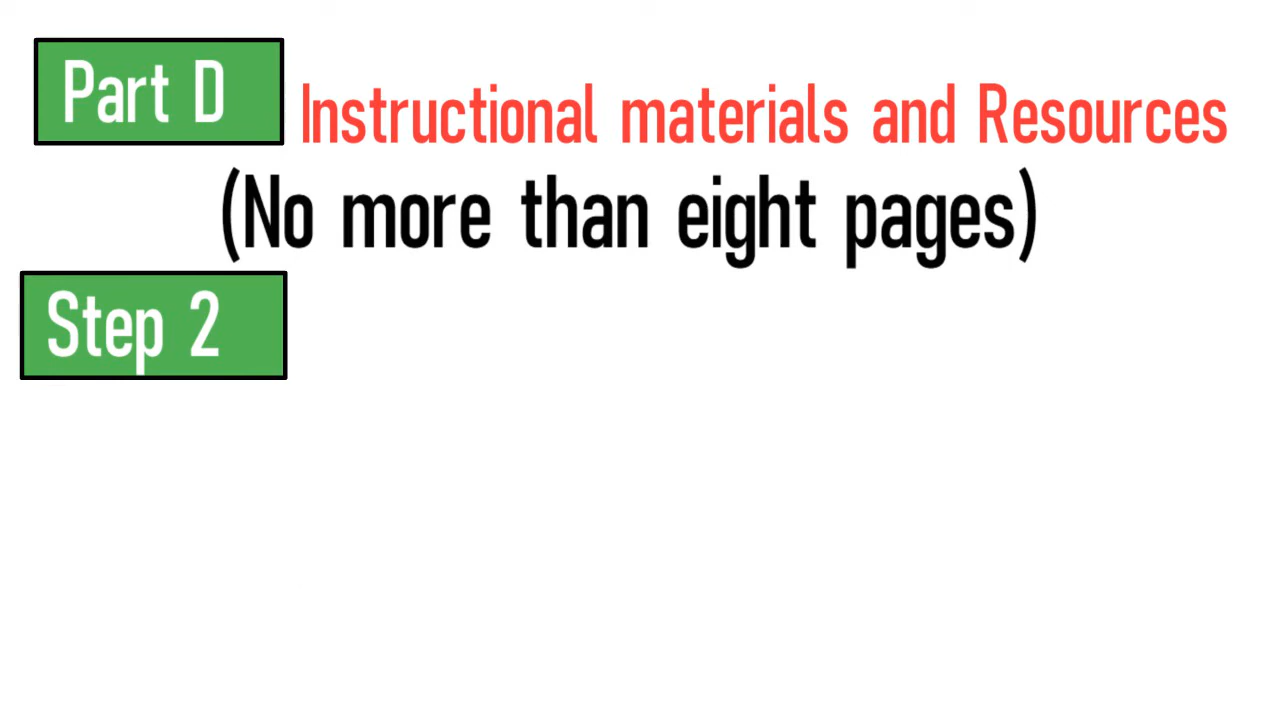 Part D Instructional materials and Resources
(No more than eight pages)
Step 2